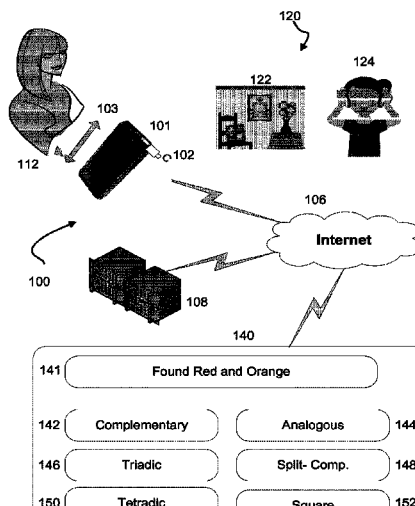 120
122
124
103
101
102
112
106
Internet
100
108
140
141 Found Red and Orange
142 Complementary Analogous 144
146 Triadic Split- Comp. 148
150 Tetradic Square 152